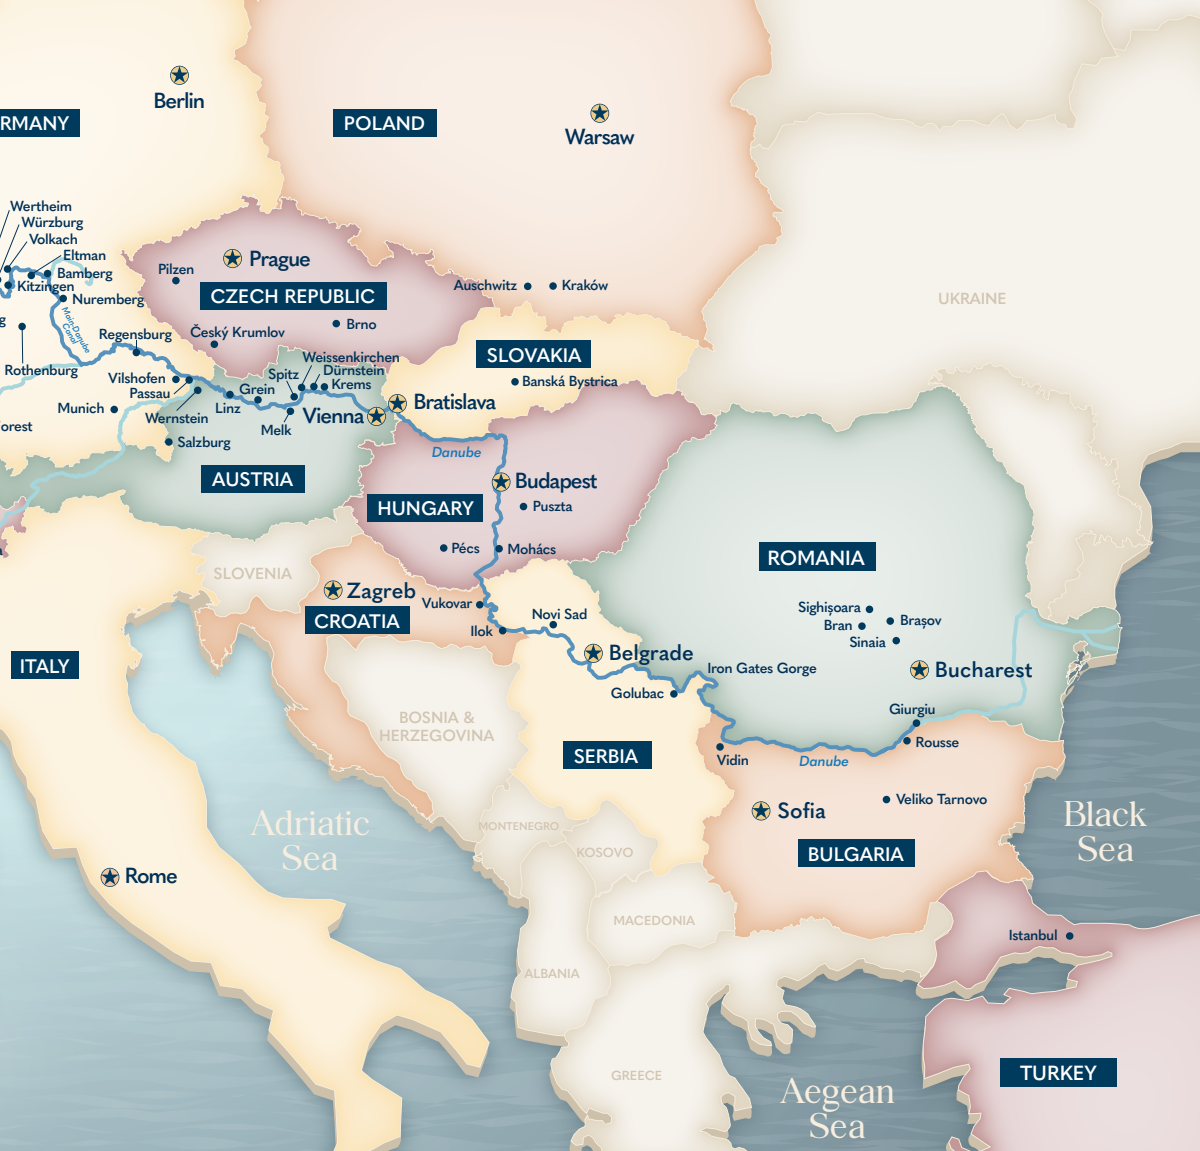 Berlin
RMANY
POLAND
Warsaw
Wertheim
Würzburg
Volkach
Eltman
Bamberg
Kitzingen
Nuremberg
Main-Danube
Canal
g
Rothenburg
Regensburg
Vilshofen
Passau
Munich
Wernstein
orest
Salzburg
Pilzen
Prague
CZECH REPUBLIC
Brno
Český Krumlov
Auschwitz
Kraków
UKRAINE
SLOVAKIA
Banská Bystrica
Weissenkirchen
Dürnstein
Spitz
Krems
Grein
Linz
Melk
Vienna
Bratislava
Danube
AUSTRIA
HUNGARY
Budapest
Puszta
Pécs
Mohács
SLOVENIA
Zagreb
CROATIA
Vukovar
Ilok
Novi Sad
Belgrade
Golubac
Iron Gates Gorge
ROMANIA
Sighișoara
Bran
Brașov
Sinaia
Bucharest
Giurgiu
Rousse
Vidin
Danube
ITALY
BOSNIA &
HERZEGOVINA
SERBIA
Sofia
Veliko Tarnovo
BULGARIA
Adriatic
Sea
Black
Sea
MONTENEGRO
KOSOVO
Rome
MACEDONIA
ALBANIA
Istanbul
GREECE
Aegean
Sea
TURKEY